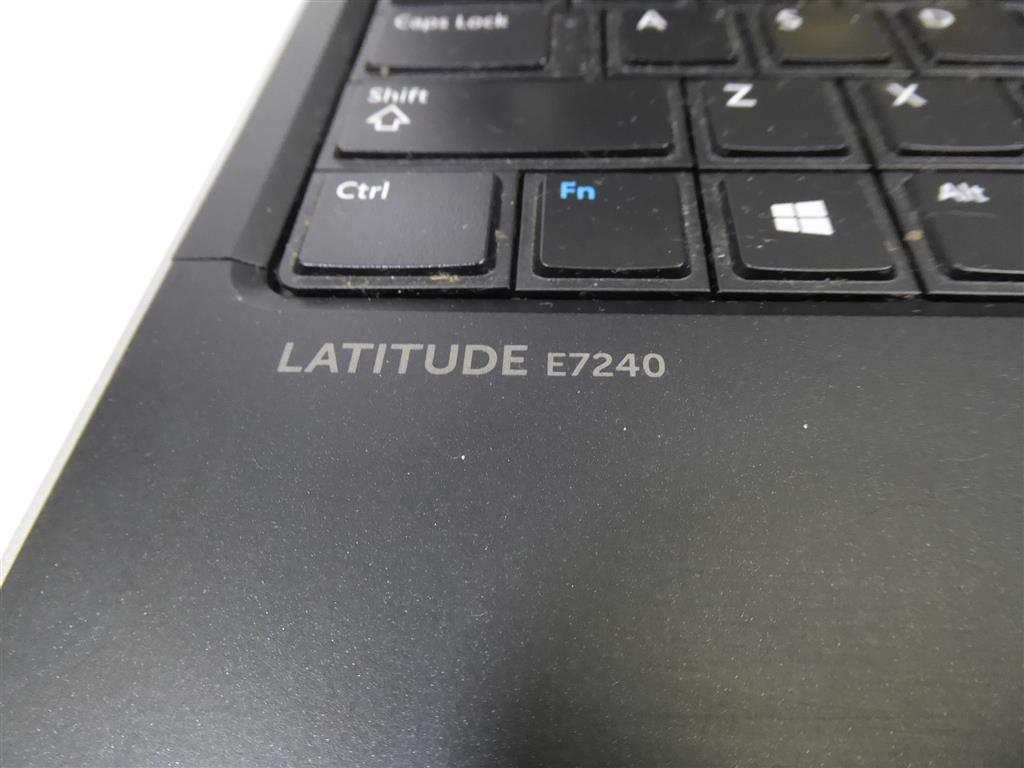 Caps Lock A S D
Shift Z X
Ctrl Fn Alt
LATITUDE E7240